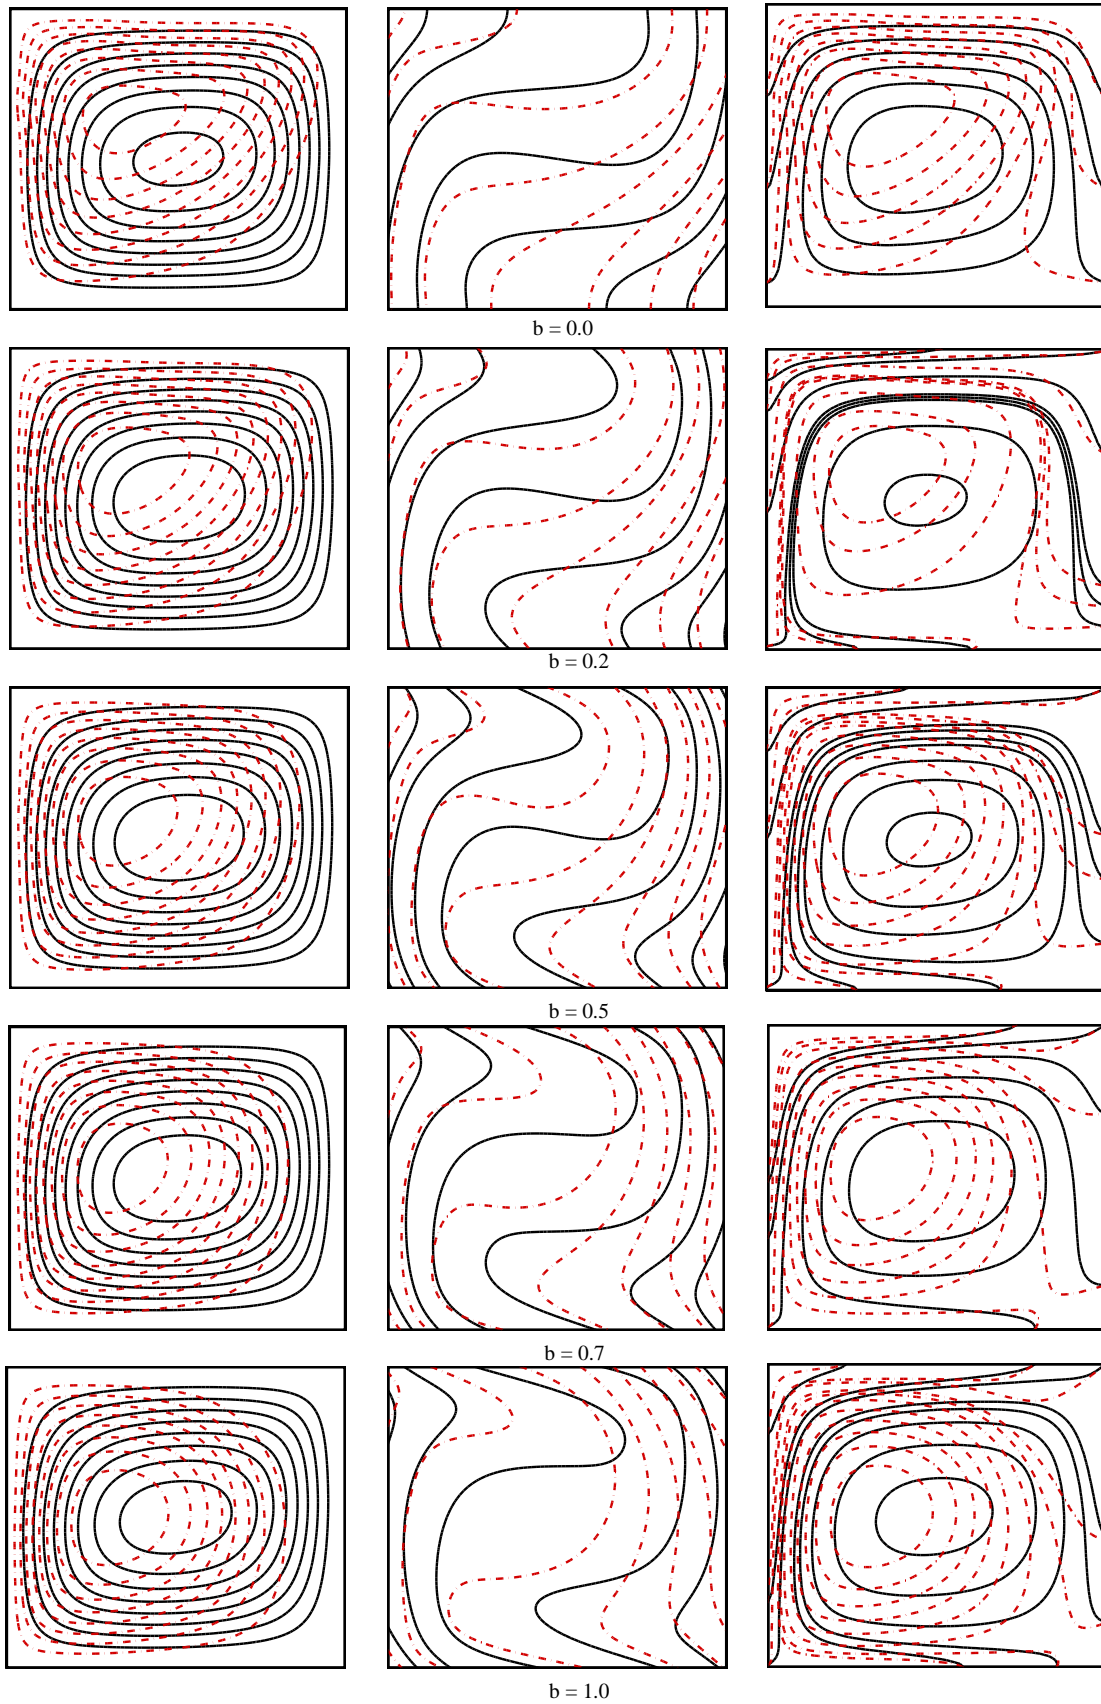 b = 0.0
b = 0.2
b = 0.5
b = 0.7
b = 1.0